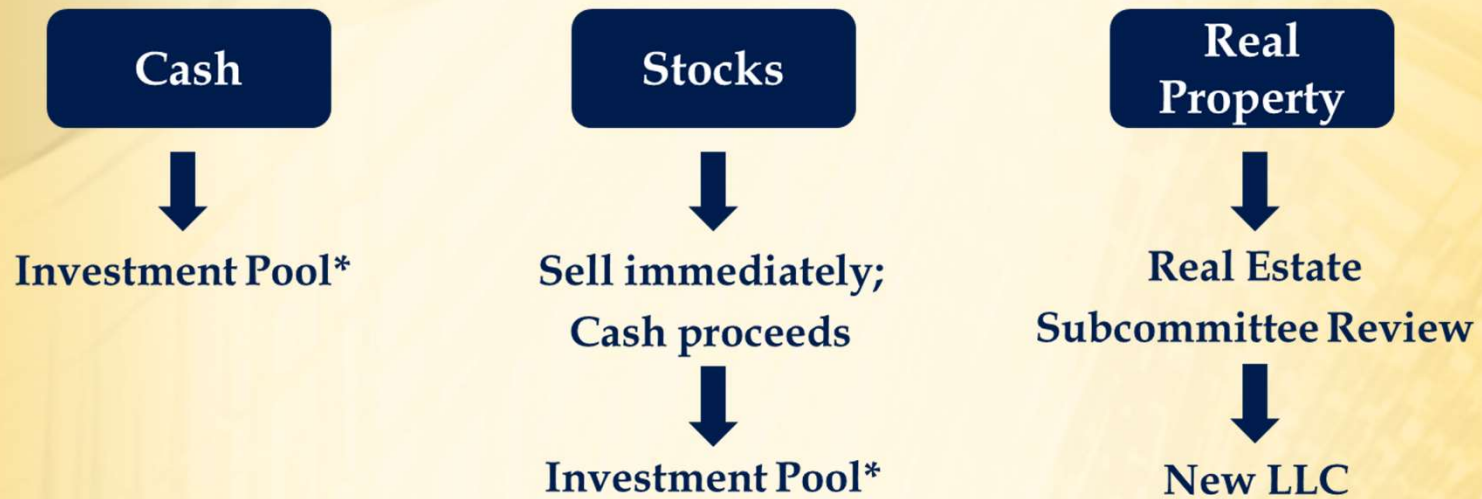 Cash
Investment Pool*
Stocks
Sell immediately;
Cash proceeds
Investment Pool*
Real
Property
Real Estate
Subcommittee Review
New LLC